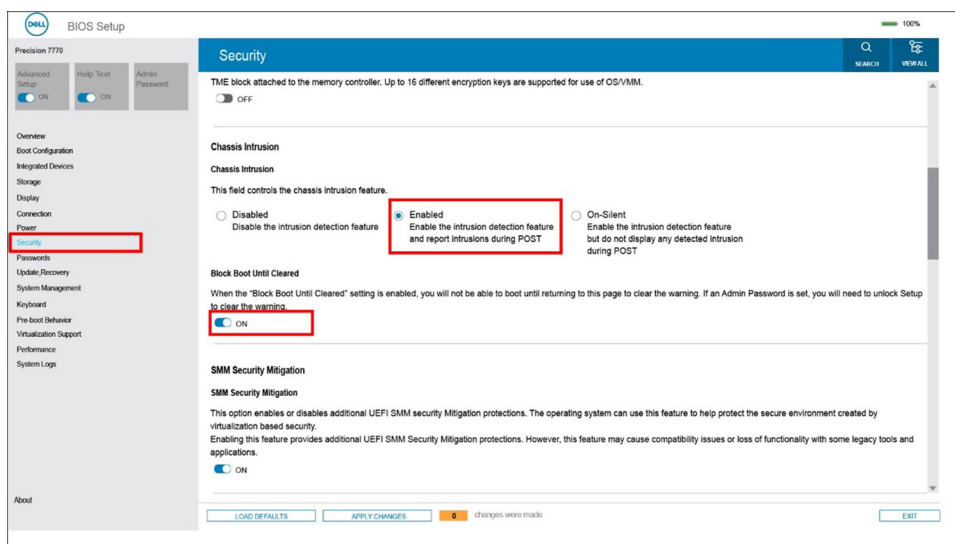 DELL
BIOS Setup
100%
Precision 7770
Advanced Setup
ON
Help Text
ON
Admin Password
Security
SEARCH
VIEW ALL
Overview
Boot Configuration
Integrated Devices
Storage
Display
Connection
Power
Security
Passwords
Update,Recovery
System Management
Keyboard
Pre-boot Behavior
Virtualization Support
Performance
System Logs
About
TME block attached to the memory controller. Up to 16 different encryption keys are supported for use of OS/VMM.
OFF
Chassis Intrusion
Chassis Intrusion
This field controls the chassis intrusion feature.
Disabled
Disable the intrusion detection feature
Enabled
Enable the intrusion detection feature
and report intrusions during POST
On-Silent
Enable the intrusion detection feature
but do not display any detected intrusion
during POST
Block Boot Until Cleared
When the "Block Boot Until Cleared" setting is enabled, you will not be able to boot until returning to this page to clear the warning. If an Admin Password is set, you will need to unlock Setup
to clear the warning.
ON
SMM Security Mitigation
SMM Security Mitigation
This option enables or disables additional UEFI SMM security Mitigation protections. The operating system can use this feature to help protect the secure environment created by
virtualization based security.
Enabling this feature provides additional UEFI SMM Security Mitigation protections. However, this feature may cause compatibility issues or loss of functionality with some legacy tools and
applications.
ON
LOAD DEFAULTS
APPLY CHANGES
0 changes were made
EXIT